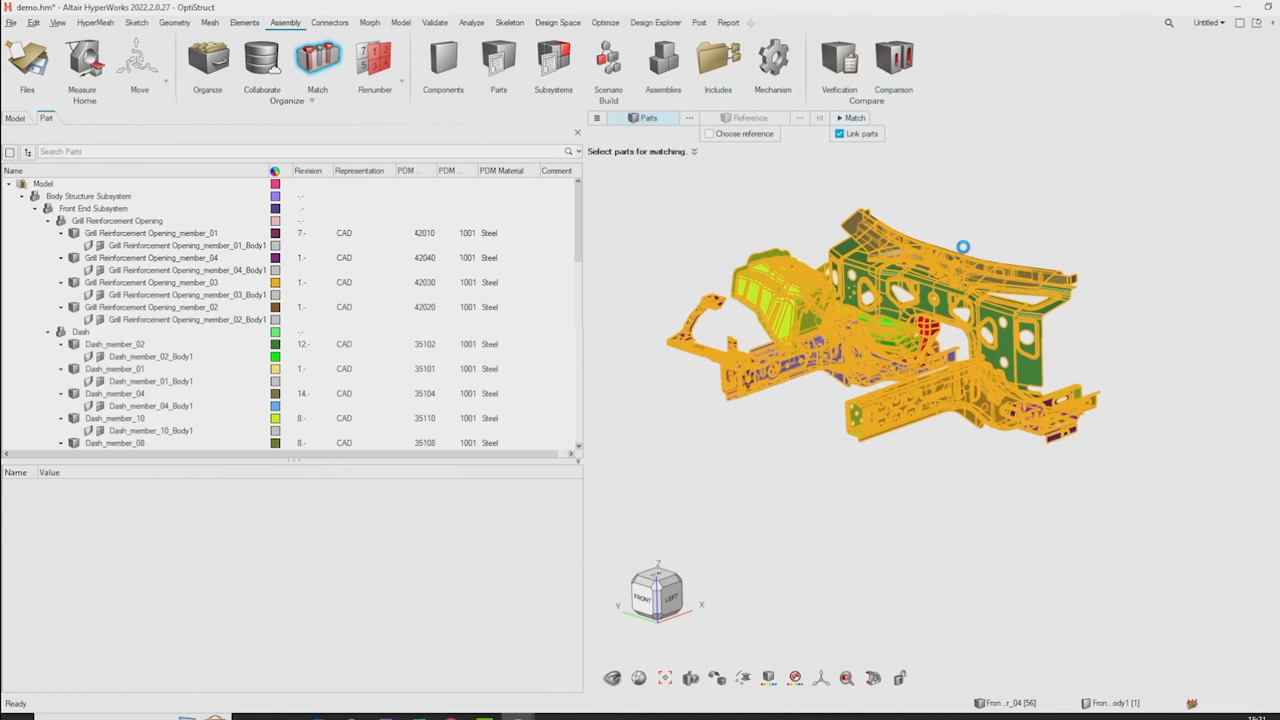 demo.hm* - Altair HyperWorks 2022.2.0.27 - OptiStruct
File Edit View HyperMesh Sketch Geometry Mesh Elements Assembly Connectors Morph Model Validate Analyze Skeleton Design Space Optimize Design Explorer Post Report Untitled
Files Measure Move Organize Collaborate Match Renumber Components Parts Subsystems Scenario Assemblies Includes Mechanism Verification Comparison
Home Organize Build Compare
Model Part
Parts Reference Match
Choose reference Link parts
Search Parts
Select parts for matching.
Name Revision Representation PDM ... PDM ... PDM Material Comment
Model
Body Structure Subsystem -.-
Front End Subsystem -.-
Grill Reinforcement Opening -.-
Grill Reinforcement Opening_member_01 7.- CAD 42010 1001 Steel
Grill Reinforcement Opening_member_01_Body1
Grill Reinforcement Opening_member_04 1.- CAD 42040 1001 Steel
Grill Reinforcement Opening_member_04_Body1
Grill Reinforcement Opening_member_03 1.- CAD 42030 1001 Steel
Grill Reinforcement Opening_member_03_Body1
Grill Reinforcement Opening_member_02 1.- CAD 42020 1001 Steel
Grill Reinforcement Opening_member_02_Body1
Dash -.-
Dash_member_02 12.- CAD 35102 1001 Steel
Dash_member_02_Body1
Dash_member_01 1.- CAD 35101 1001 Steel
Dash_member_01_Body1
Dash_member_04 14.- CAD 35104 1001 Steel
Dash_member_04_Body1
Dash_member_10 8.- CAD 35110 1001 Steel
Dash_member_10_Body1
Dash_member_08 8.- CAD 35108 1001 Steel
Name Value
Z
FRONT LEFT
Y X
Ready Fron...r_04 [56] Fron...ody1 [1]